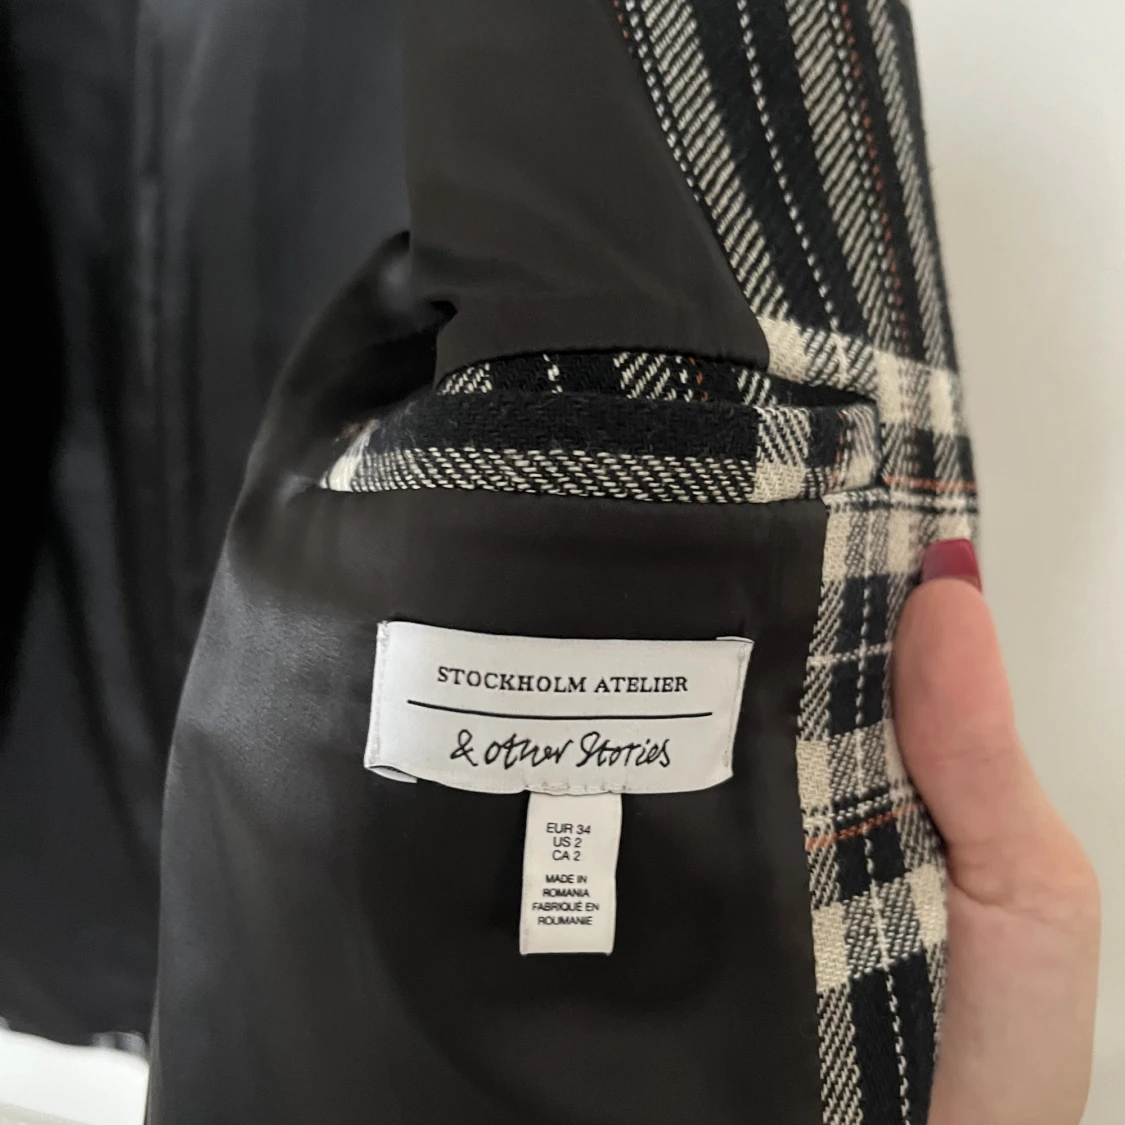 STOCKHOLM ATELIER
& other Stories
EUR 34
US 2
CA 2
MADE IN
ROMANIA
FABRIQUÉ EN
ROUMANIE